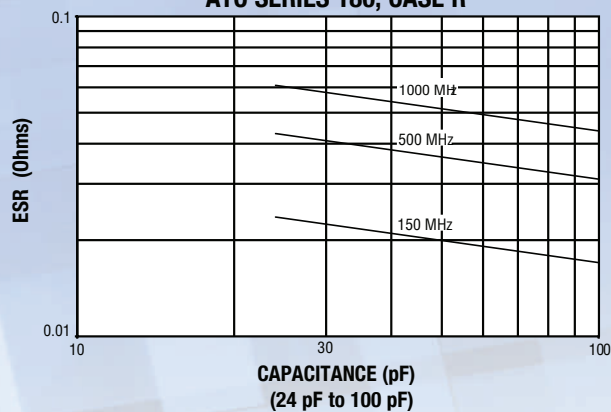 0.1
1000 MHz
500 MHz
150 MHz
ESR (Ohms)
0.01
10
30
100
CAPACITANCE (pF)
(24 pF to 100 pF)